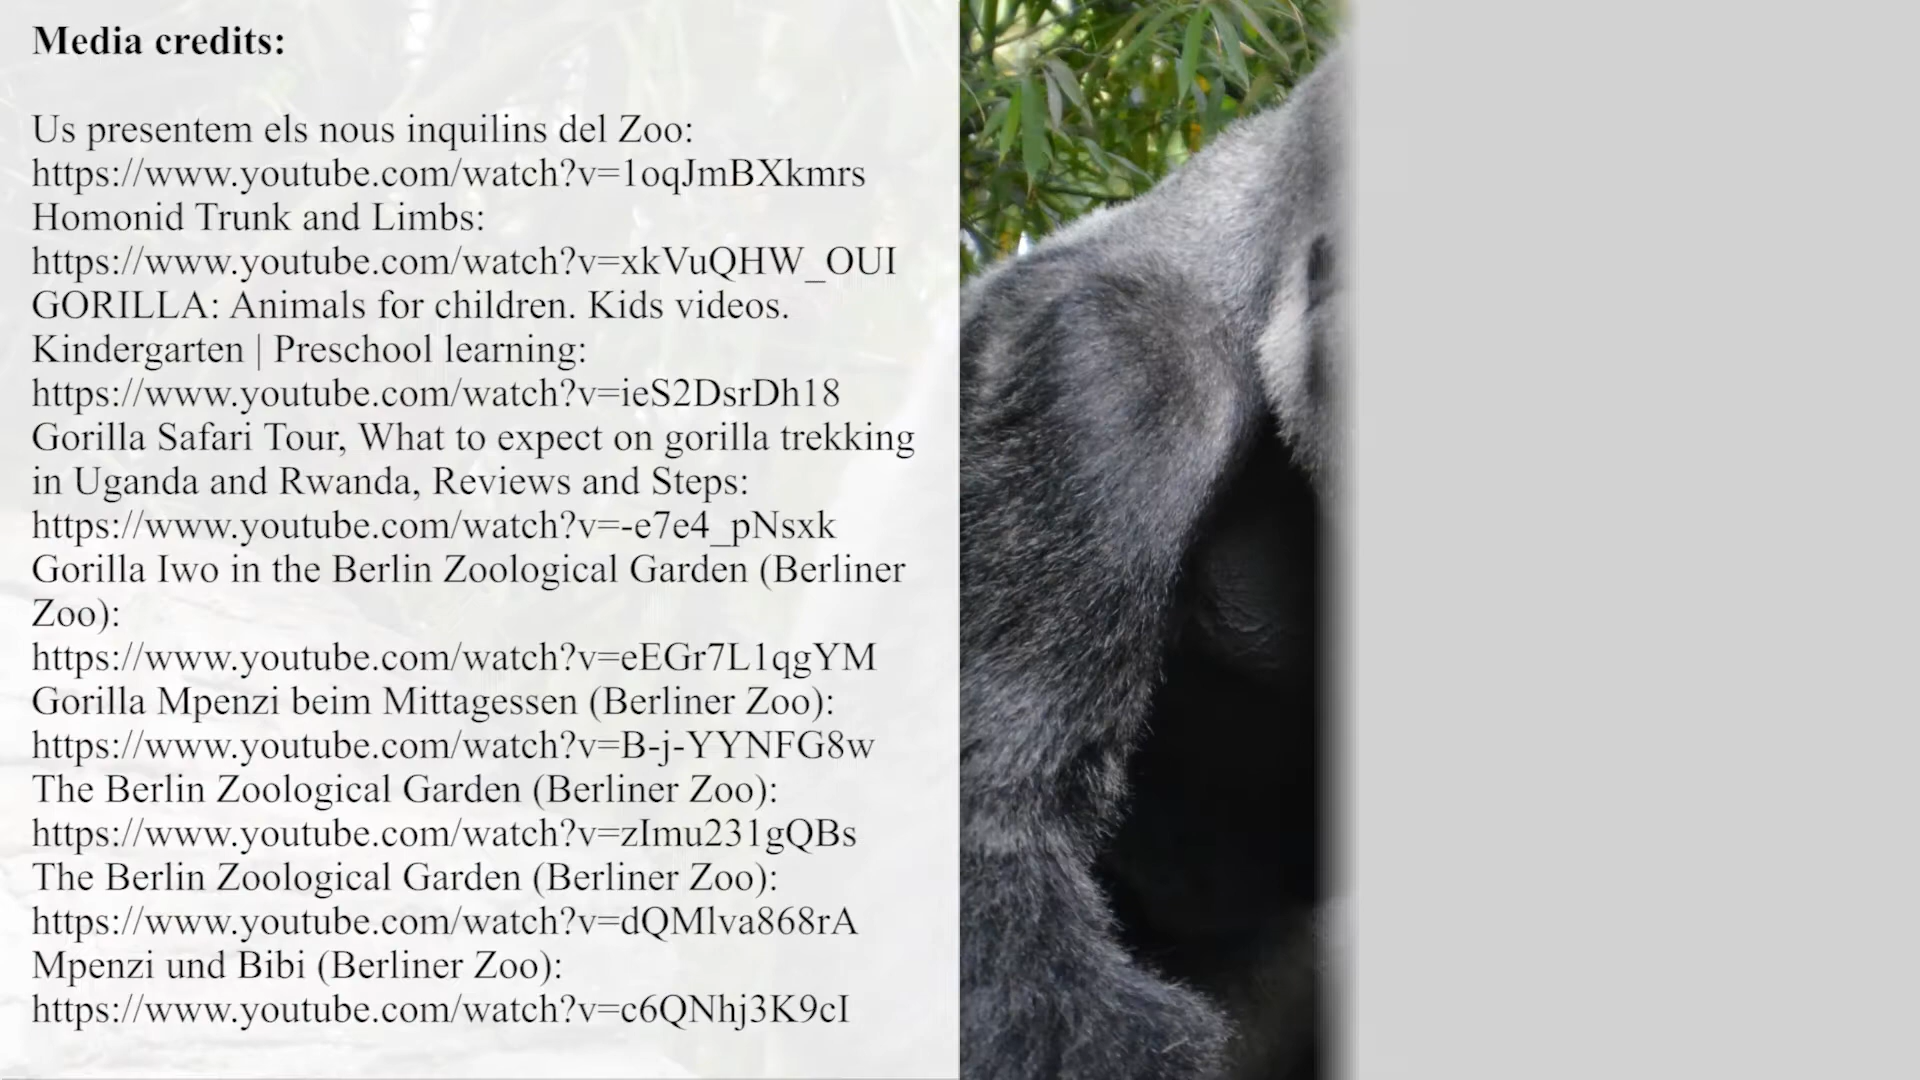 Media credits:
Us presentem els nous inquilins del Zoo:
https://www.youtube.com/watch?v=1oqJmBXkmrs
Homonid Trunk and Limbs:
https://www.youtube.com/watch?v=xkVuQHW_OUI
GORILLA: Animals for children. Kids videos.
Kindergarten | Preschool learning:
https://www.youtube.com/watch?v=ieS2DsrDh18
Gorilla Safari Tour, What to expect on gorilla trekking
in Uganda and Rwanda, Reviews and Steps:
https://www.youtube.com/watch?v=-e7e4_pNsxk
Gorilla Iwo in the Berlin Zoological Garden (Berliner
Zoo):
https://www.youtube.com/watch?v=eEGr7L1qgYM
Gorilla Mpenzi beim Mittagessen (Berliner Zoo):
https://www.youtube.com/watch?v=B-j-YYNFG8w
The Berlin Zoological Garden (Berliner Zoo):
https://www.youtube.com/watch?v=zImu231gQBs
The Berlin Zoological Garden (Berliner Zoo):
https://www.youtube.com/watch?v=dQMlva868rA
Mpenzi und Bibi (Berliner Zoo):
https://www.youtube.com/watch?v=c6QNhj3K9cI